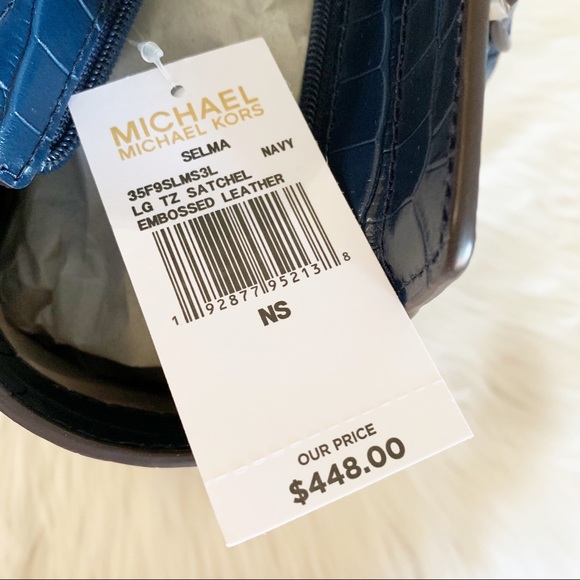 MICHAEL
MICHAEL KORS
SELMA NAVY
35F9SLMS3L
LG TZ SATCHEL
EMBOSSED LEATHER
1 92877 95213 8
NS
OUR PRICE
$448.00